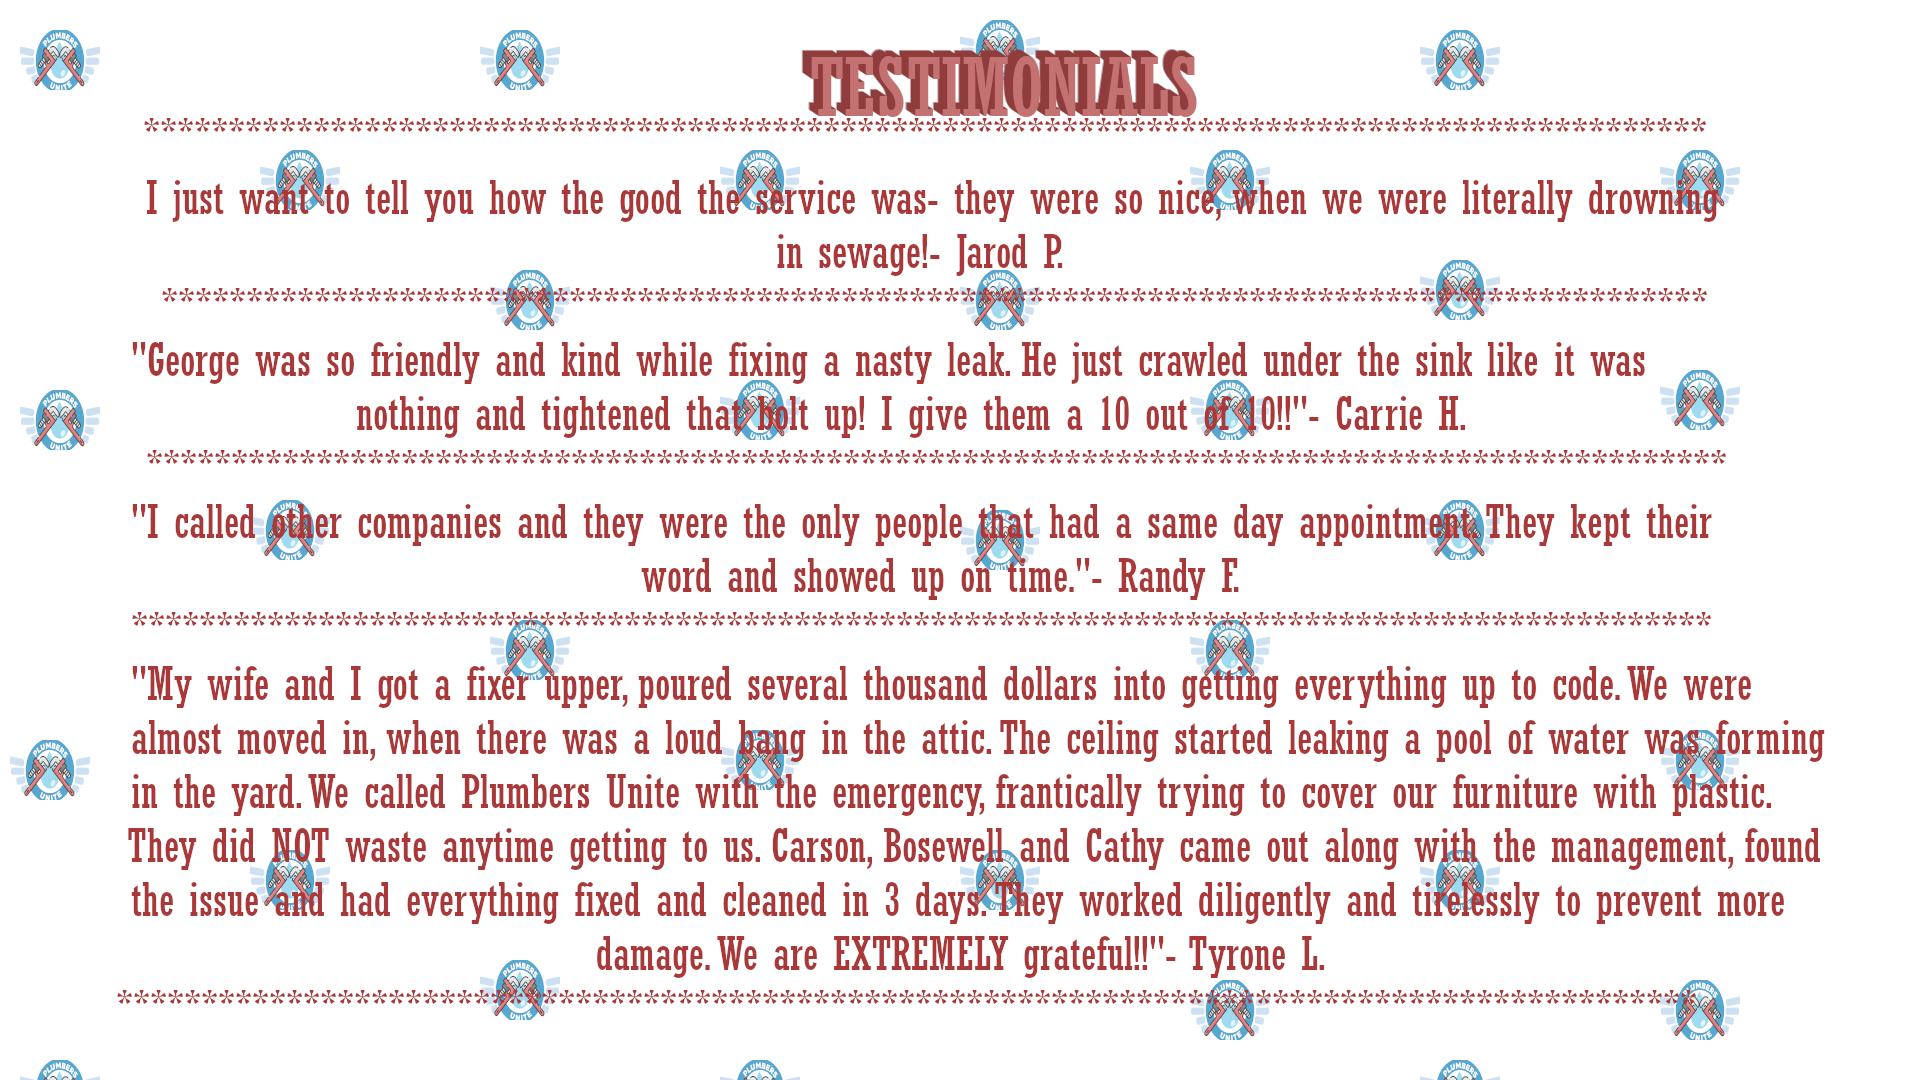 TESTIMONIALS
*********************************************************************************************
I just want to tell you how the good the service was- they were so nice, when we were literally drowning
in sewage!- Jarod P.
********************************************************************************************
"George was so friendly and kind while fixing a nasty leak. He just crawled under the sink like it was
nothing and tightened that bolt up! I give them a 10 out of 10!!"- Carrie H.
**********************************************************************************************
"I called other companies and they were the only people that had a same day appointment. They kept their
word and showed up on time."- Randy F.
**********************************************************************************************
"My wife and I got a fixer upper, poured several thousand dollars into getting everything up to code. We were
almost moved in, when there was a loud bang in the attic. The ceiling started leaking a pool of water was forming
in the yard. We called Plumbers Unite with the emergency, frantically trying to cover our furniture with plastic.
They did NOT waste anytime getting to us. Carson, Bosewell and Cathy came out along with the management, found
the issue and had everything fixed and cleaned in 3 days. They worked diligently and tirelessly to prevent more
damage. We are EXTREMELY grateful!!"- Tyrone L.
**********************************************************************************************
PLUMBERS
UNITE